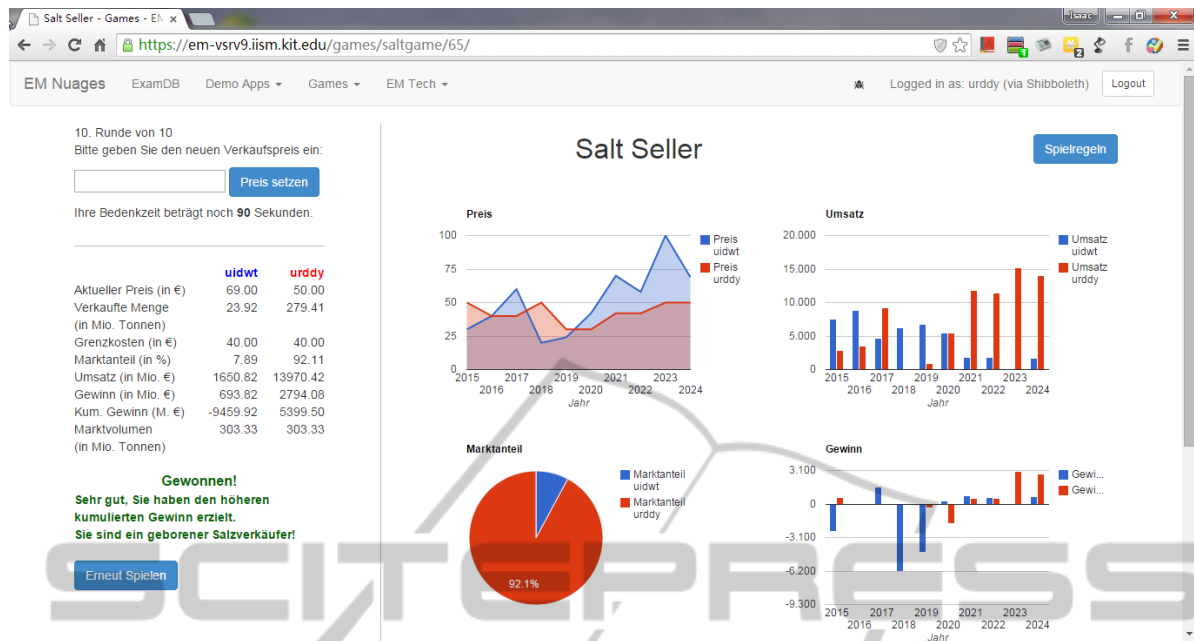 Salt Seller - Games - EN
Isaac
https://em-vsrv9.iism.kit.edu/games/saltgame/65/
2
EM Nuages ExamDB Demo Apps Games EM Tech Logged in as: urddy (via Shibboleth) Logout
10. Runde von 10
Bitte geben Sie den neuen Verkaufspreis ein:
Preis setzen
Ihre Bedenkzeit beträgt noch 90 Sekunden.
uidwt urddy
Aktueller Preis (in €) 69.00 50.00
Verkaufte Menge 23.92 279.41
(in Mio. Tonnen)
Grenzkosten (in €) 40.00 40.00
Marktanteil (in %) 7.89 92.11
Umsatz (in Mio. €) 1650.82 13970.42
Gewinn (in Mio. €) 693.82 2794.08
Kum. Gewinn (M. €) -9459.92 5399.50
Marktvolumen 303.33 303.33
(in Mio. Tonnen)
Gewonnen!
Sehr gut, Sie haben den höheren
kumulierten Gewinn erzielt.
Sie sind ein geborener Salzverkäufer!
Erneut Spielen
Salt Seller
Spielregeln
Preis
100
75
50
25
0
2015 2017 2019 2021 2023
2016 2018 2020 2022 2024
Jahr
Preis
uidwt
Preis
urddy
Umsatz
20.000
15.000
10.000
5.000
0
2015 2017 2019 2021 2023
2016 2018 2020 2022 2024
Jahr
Umsatz
uidwt
Umsatz
urddy
Marktanteil
92.1%
Marktanteil
uidwt
Marktanteil
urddy
Gewinn
3.100
0
-3.100
-6.200
-9.300
2015 2017 2019 2021 2023
2016 2018 2020 2022 2024
Jahr
Gewi...
Gewi...
SCITEPRESS